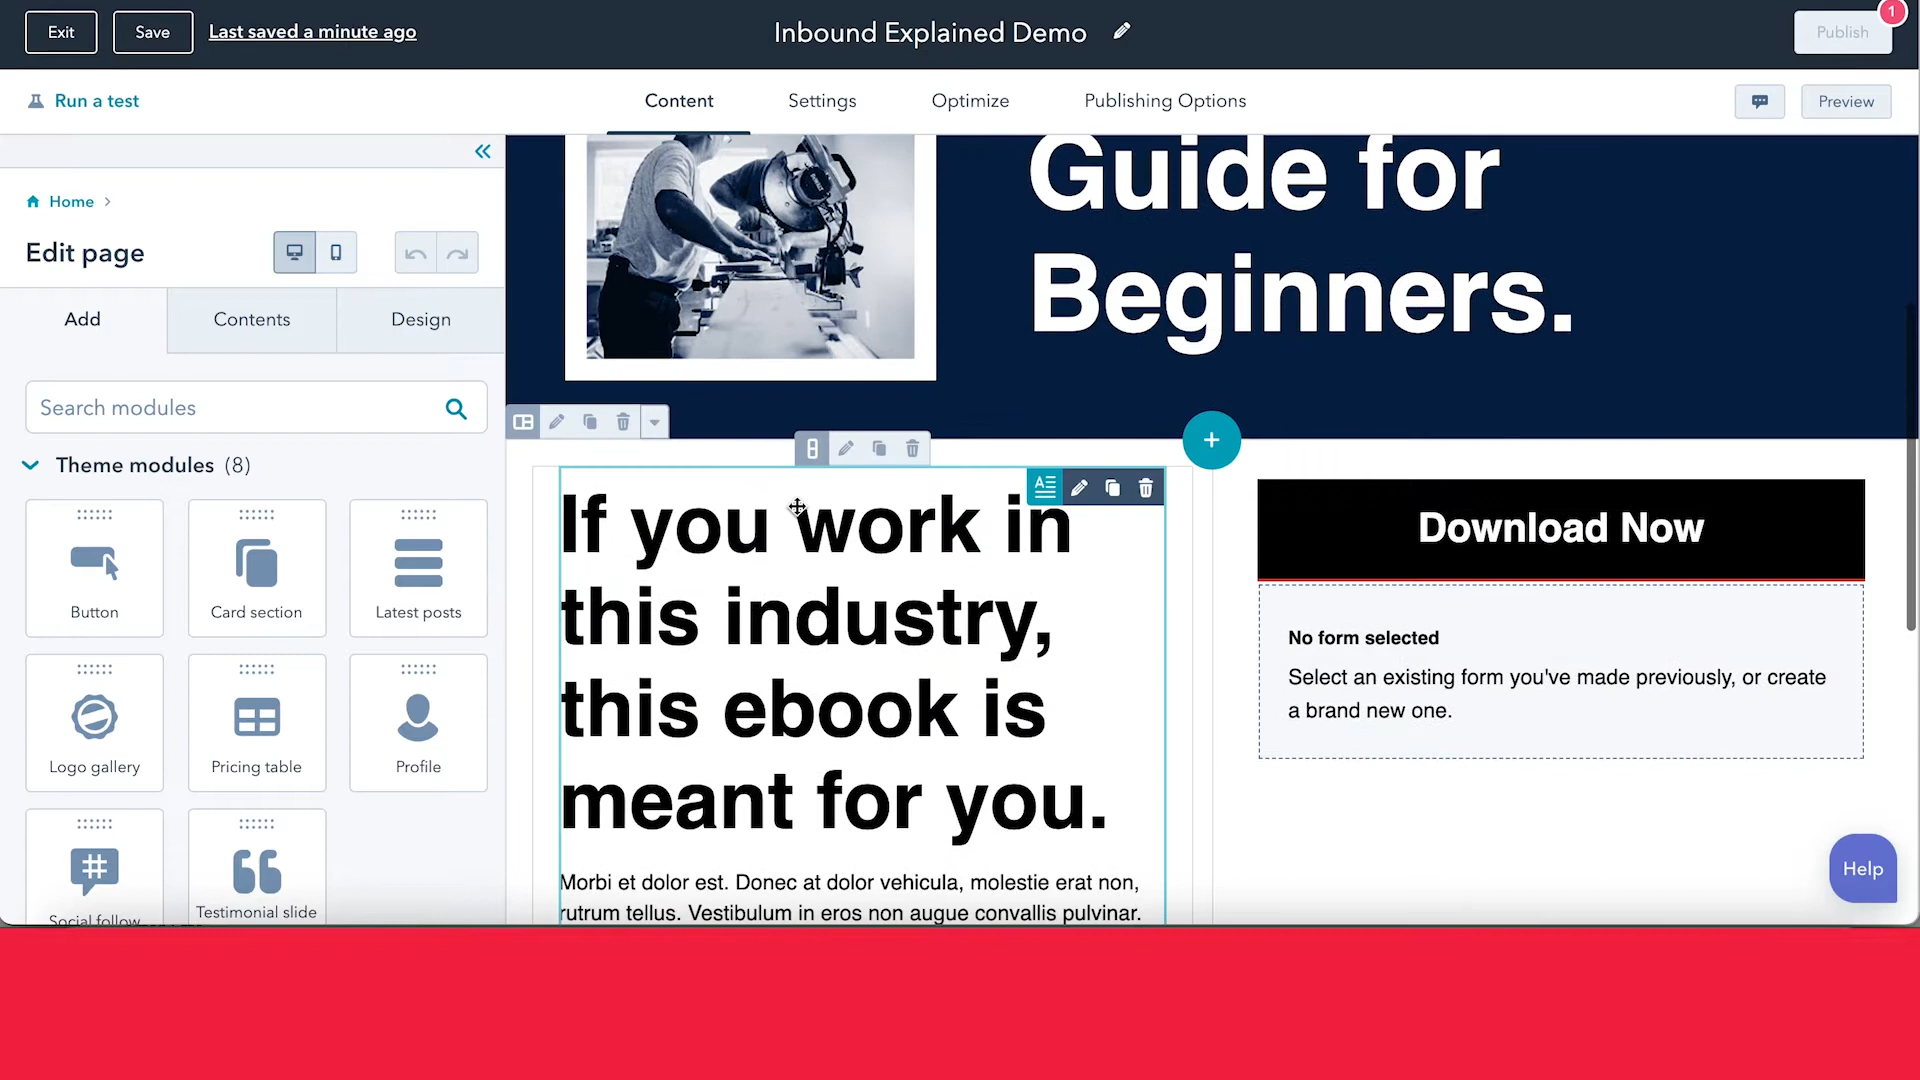 Exit
Save
Last saved a minute ago
Inbound Explained Demo
Publish
1
Run a test
Content
Settings
Optimize
Publishing Options
Preview
Home
Edit page
Add
Contents
Design
Search modules
Theme modules (8)
Button
Card section
Latest posts
Logo gallery
Pricing table
Profile
Social follow
Testimonial slide
Guide for
Beginners.
If you work in
this industry,
this ebook is
meant for you.
Morbi et dolor est. Donec at dolor vehicula, molestie erat non,
rutrum tellus. Vestibulum in eros non augue convallis pulvinar.
Download Now
No form selected
Select an existing form you've made previously, or create
a brand new one.
Help